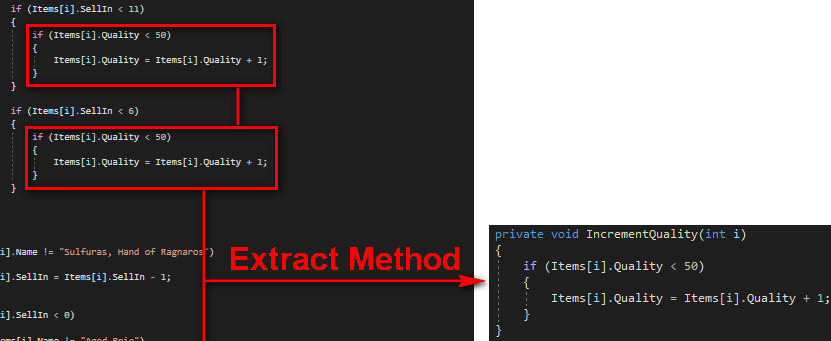 if (Items[i].SellIn < 11)
{
if (Items[i].Quality < 50)
{
Items[i].Quality = Items[i].Quality + 1;
}
}
if (Items[i].SellIn < 6)
{
if (Items[i].Quality < 50)
{
Items[i].Quality = Items[i].Quality + 1;
}
}
i].Name != "Sulfuras, Hand of Ragnaros")
i].SellIn = Items[i].SellIn - 1;
i].SellIn < 0)
ems[i].Name != "Aged Brie")
Extract Method
private void IncrementQuality(int i)
{
if (Items[i].Quality < 50)
{
Items[i].Quality = Items[i].Quality + 1;
}
}